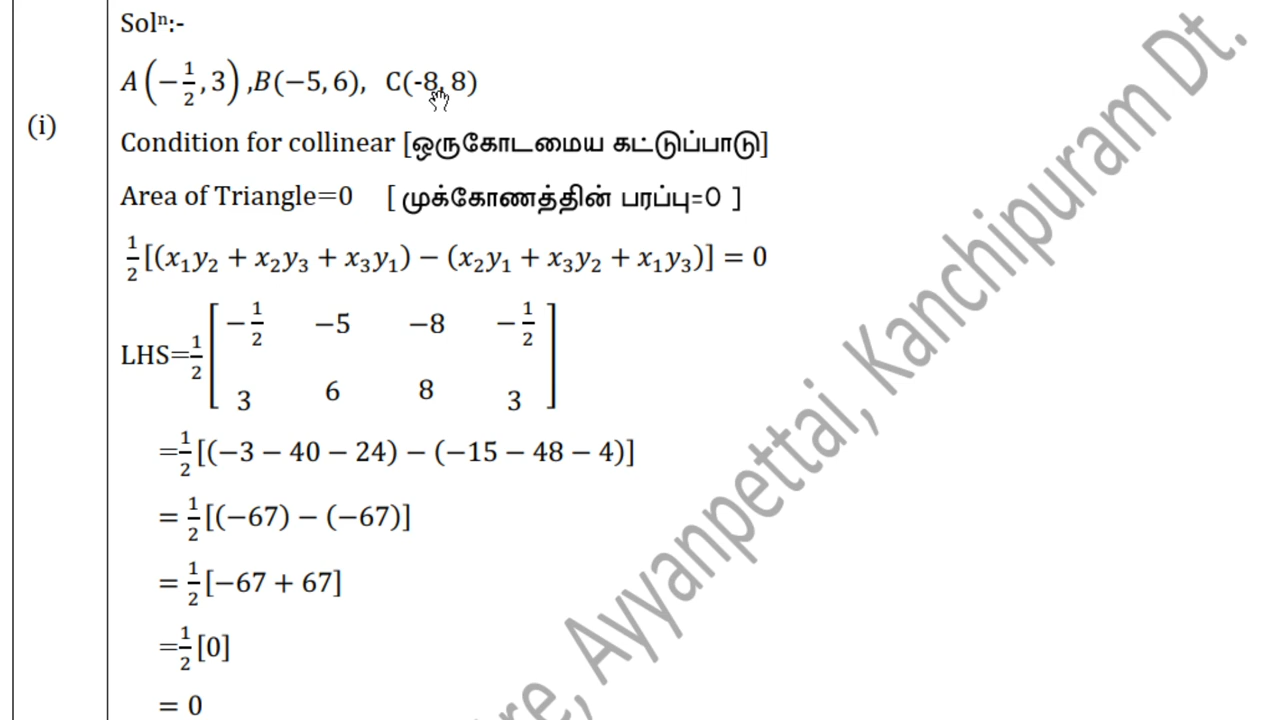 Solⁿ:-
A(−1/2, 3) ,B(−5, 6), C(-8, 8)
(i)
Condition for collinear [ஒருகோடமைய கட்டுப்பாடு]
Area of Triangle=0 [ முக்கோணத்தின் பரப்பு=0 ]
1/2[(x₁y₂ + x₂y₃ + x₃y₁) − (x₂y₁ + x₃y₂ + x₁y₃)] = 0
LHS=1/2[−1/2 −5 −8 −1/2
3 6 8 3]
=1/2[(−3 − 40 − 24) − (−15 − 48 − 4)]
= 1/2[(−67) − (−67)]
= 1/2[−67 + 67]
=1/2[0]
= 0
re, Ayyanpettai, Kanchipuram Dt.